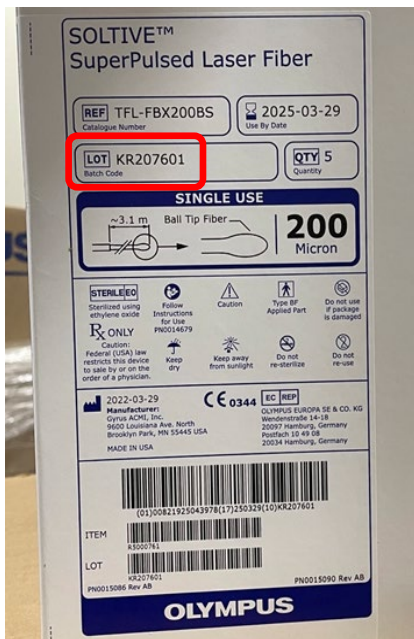 SOLTIVE™
SuperPulsed Laser Fiber
REF TFL-FBX200BS
Catalogue Number
2025-03-29
Use By Date
LOT KR207601
Batch Code
QTY 5
Quantity
SINGLE USE
~3.1 m
Ball Tip Fiber
200
Micron
STERILE EO
Sterilized using
ethylene oxide
Follow
Instructions
for Use
PN0014679
Caution
Type BF
Applied Part
Do not use
if package
is damaged
Rx ONLY
Caution:
Federal (USA) law
restricts this device
to sale by or on the
order of a physician.
Keep
dry
Keep away
from sunlight
Do not
re-sterilize
Do not
re-use
2022-03-29
Manufacturer:
Gyrus ACMI, Inc.
9600 Louisiana Ave. North
Brooklyn Park, MN 55445 USA
MADE IN USA
CE 0344
EC REP
OLYMPUS EUROPA SE & CO. KG
Wendenstraße 14-18
20097 Hamburg, Germany
Postfach 10 49 08
20034 Hamburg, Germany
(01)00821925043978(17)250329(10)KR207601
ITEM
R5000761
LOT
KR207601
PN0015086 Rev AB
PN0015090 Rev AB
OLYMPUS